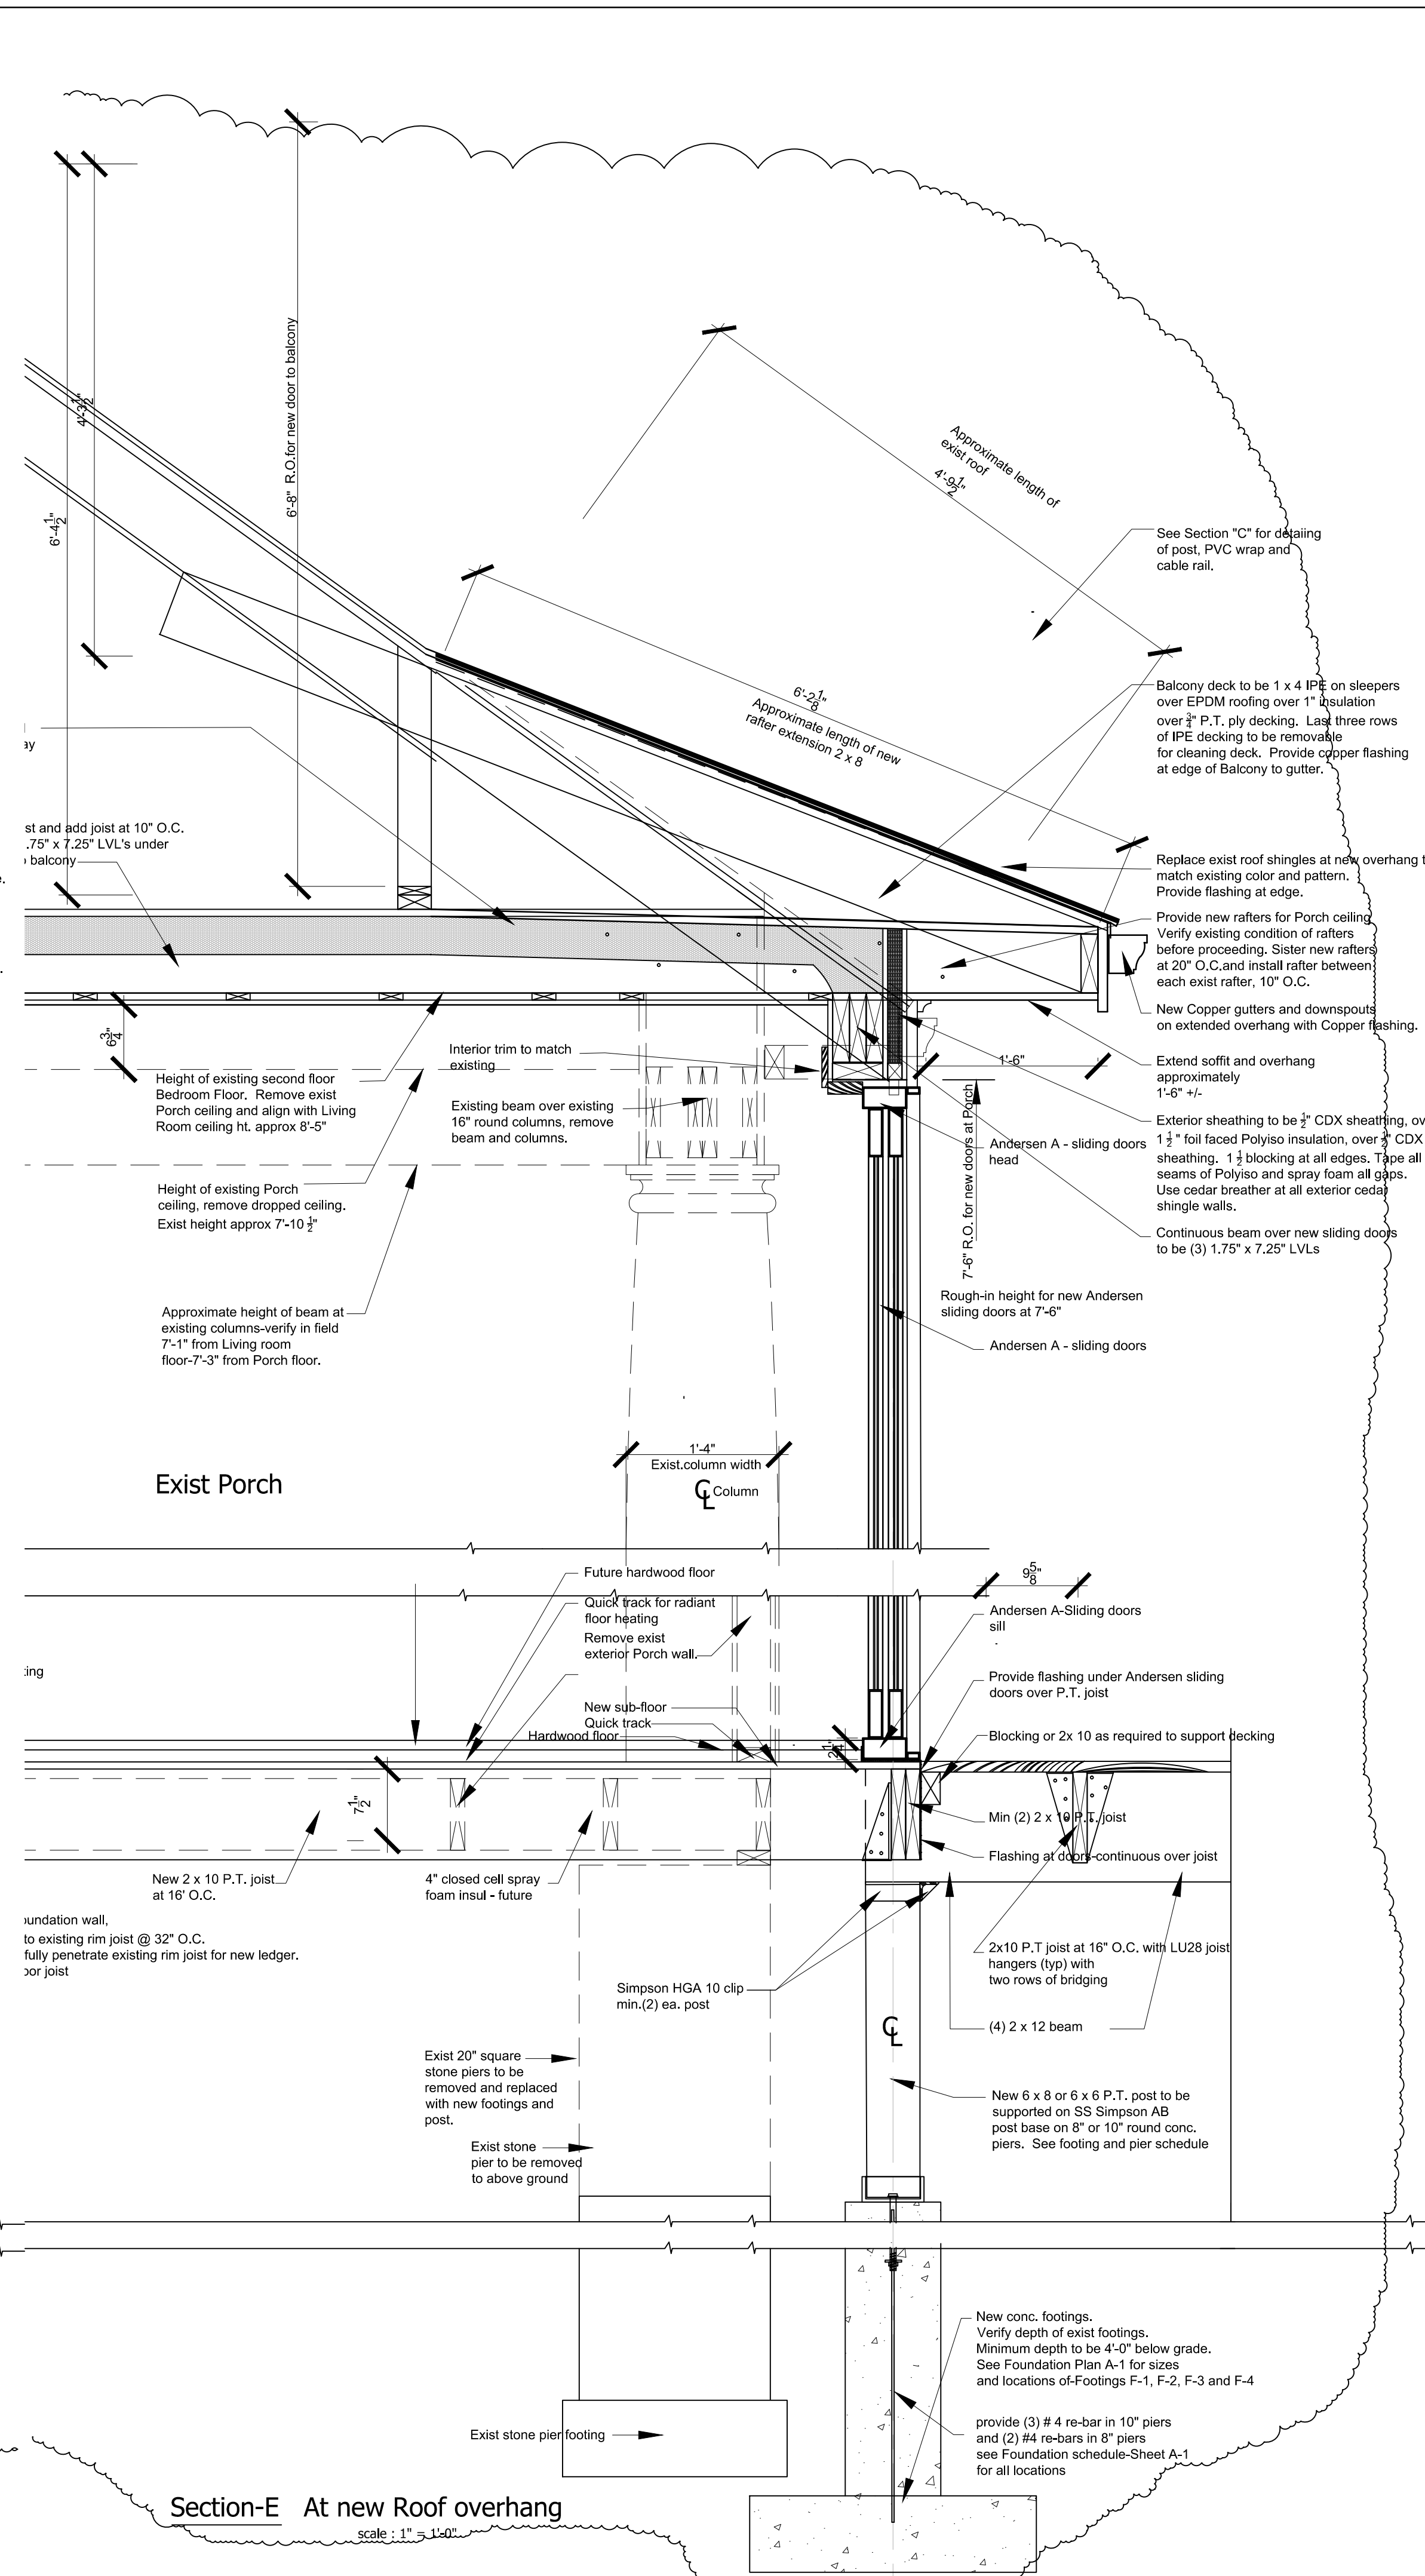 6'-8" R.O.for new door to balcony
4'-3 1/2"
6'-4 1/2"
Approximate length of
exist roof
4'-9 1/2"
See Section "C" for detaiing
of post, PVC wrap and
cable rail.
6'-2 1/8"
Approximate length of new
rafter extension 2 x 8
Balcony deck to be 1 x 4 IPE on sleepers
over EPDM roofing over 1" insulation
over 3/4" P.T. ply decking. Last three rows
of IPE decking to be removable
for cleaning deck. Provide copper flashing
at edge of Balcony to gutter.
ay
st and add joist at 10" O.C.
.75" x 7.25" LVL's under
balcony
e.
Replace exist roof shingles at new overhang t
match existing color and pattern.
Provide flashing at edge.
Provide new rafters for Porch ceiling
Verify existing condition of rafters
before proceeding. Sister new rafters
at 20" O.C.and install rafter between
each exist rafter, 10" O.C.
New Copper gutters and downspouts
on extended overhang with Copper flashing.
6 3/4"
Interior trim to match
existing
1'-6"
Extend soffit and overhang
approximately
1'-6" +/-
Height of existing second floor
Bedroom Floor. Remove exist
Porch ceiling and align with Living
Room ceiling ht. approx 8'-5"
Existing beam over existing
16" round columns, remove
beam and columns.
7'-6" R.O. for new doors at Porch
Andersen A - sliding doors
head
Exterior sheathing to be 1/2" CDX sheathing, ov
1 1/2" foil faced Polyiso insulation, over 1/2" CDX
sheathing. 1 1/2 blocking at all edges. Tape all
seams of Polyiso and spray foam all gaps.
Use cedar breather at all exterior cedar
shingle walls.
Height of existing Porch
ceiling, remove dropped ceiling.
Exist height approx 7'-10 1/2"
Continuous beam over new sliding doors
to be (3) 1.75" x 7.25" LVLs
Rough-in height for new Andersen
sliding doors at 7'-6"
Approximate height of beam at
existing columns-verify in field
7'-1" from Living room
floor-7'-3" from Porch floor.
Andersen A - sliding doors
1'-4"
Exist.column width
Exist Porch
CL Column
Future hardwood floor
9 5/8"
Quick track for radiant
floor heating
Andersen A-Sliding doors
sill
Remove exist
exterior Porch wall.
ting
Provide flashing under Andersen sliding
doors over P.T. joist
New sub-floor
Quick track
Hardwood floor
2 1/4"
Blocking or 2x 10 as required to support decking
7 1/2"
Min (2) 2 x 10 P.T. joist
Flashing at doors-continuous over joist
New 2 x 10 P.T. joist
at 16' O.C.
4" closed cell spray
foam insul - future
oundation wall,
to existing rim joist @ 32" O.C.
fully penetrate existing rim joist for new ledger.
oor joist
2x10 P.T joist at 16" O.C. with LU28 joist
hangers (typ) with
two rows of bridging
Simpson HGA 10 clip
min.(2) ea. post
(4) 2 x 12 beam
CL
Exist 20" square
stone piers to be
removed and replaced
with new footings and
post.
New 6 x 8 or 6 x 6 P.T. post to be
supported on SS Simpson AB
post base on 8" or 10" round conc.
piers. See footing and pier schedule
Exist stone
pier to be removed
to above ground
New conc. footings.
Verify depth of exist footings.
Minimum depth to be 4'-0" below grade.
See Foundation Plan A-1 for sizes
and locations of-Footings F-1, F-2, F-3 and F-4
Exist stone pier footing
provide (3) # 4 re-bar in 10" piers
and (2) #4 re-bars in 8" piers
see Foundation schedule-Sheet A-1
for all locations
Section-E At new Roof overhang
scale : 1" = 1'-0"